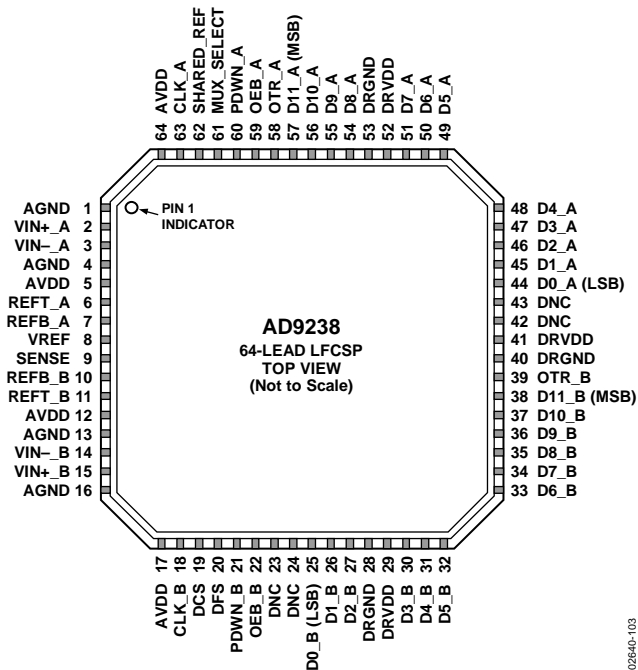 64 AVDD
63 CLK_A
62 SHARED_REF
61 MUX_SELECT
60 PDWN_A
59 OEB_A
58 OTR_A
57 D11_A (MSB)
56 D10_A
55 D9_A
54 D8_A
53 DRGND
52 DRVDD
51 D7_A
50 D6_A
49 D5_A
AGND 1
VIN+_A 2
VIN–_A 3
AGND 4
AVDD 5
REFT_A 6
REFB_A 7
VREF 8
SENSE 9
REFB_B 10
REFT_B 11
AVDD 12
AGND 13
VIN–_B 14
VIN+_B 15
AGND 16
PIN 1
INDICATOR
AD9238
64-LEAD LFCSP
TOP VIEW
(Not to Scale)
48 D4_A
47 D3_A
46 D2_A
45 D1_A
44 D0_A (LSB)
43 DNC
42 DNC
41 DRVDD
40 DRGND
39 OTR_B
38 D11_B (MSB)
37 D10_B
36 D9_B
35 D8_B
34 D7_B
33 D6_B
AVDD 17
CLK_B 18
DCS 19
DFS 20
PDWN_B 21
OEB_B 22
DNC 23
DNC 24
D0_B (LSB) 25
D1_B 26
D2_B 27
DRGND 28
DRVDD 29
D3_B 30
D4_B 31
D5_B 32
02640-103